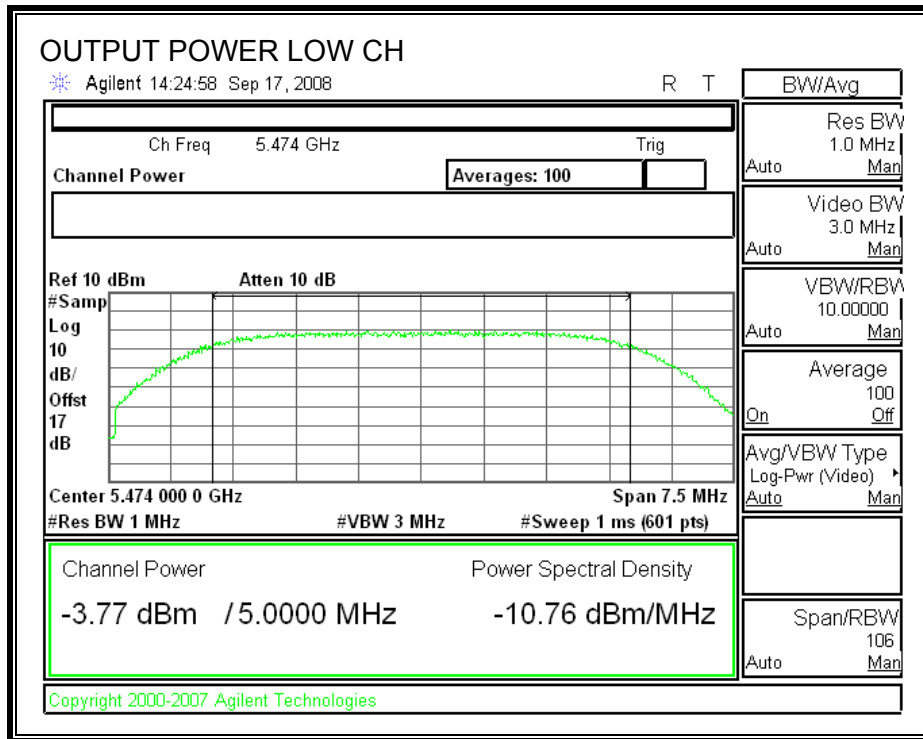 OUTPUT POWER LOW CH
Agilent 14:24:58 Sep 17, 2008 R T
Ch Freq 5.474 GHz Trig
Channel Power Averages: 100
Ref 10 dBm Atten 10 dB
#Samp
Log
10
dB/
Offst
17
dB
Center 5.474 000 0 GHz Span 7.5 MHz
#Res BW 1 MHz #VBW 3 MHz #Sweep 1 ms (601 pts)
Channel Power Power Spectral Density
-3.77 dBm /5.0000 MHz -10.76 dBm/MHz
Copyright 2000-2007 Agilent Technologies
BW/Avg
Res BW
1.0 MHz
Auto Man
Video BW
3.0 MHz
Auto Man
VBW/RBW
10.00000
Auto Man
Average
100
On Off
Avg/VBW Type
Log-Pwr (Video)
Auto Man
Span/RBW
106
Auto Man